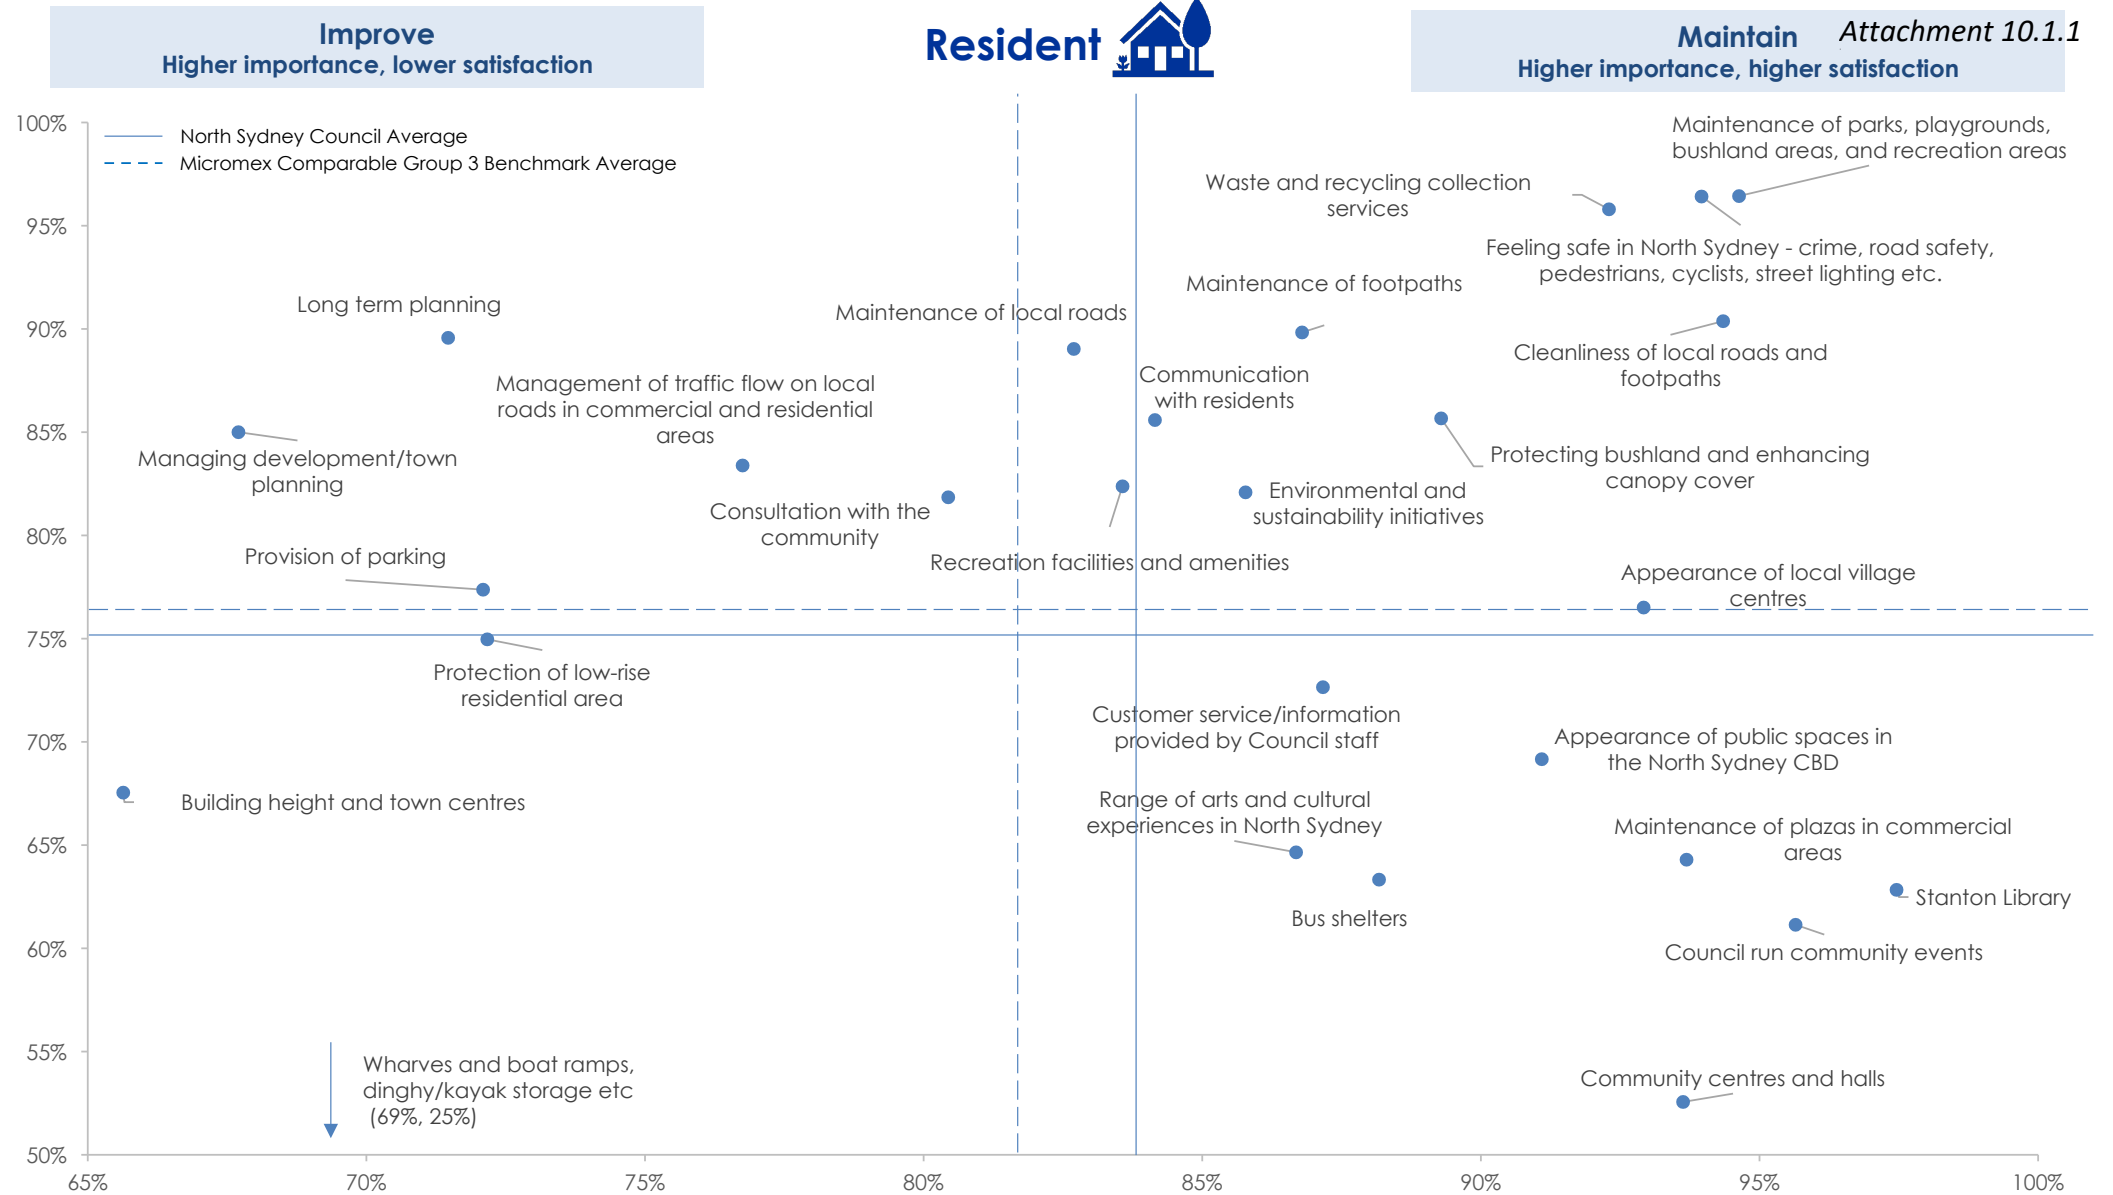 Improve
Higher importance, lower satisfaction
Resident
Maintain
Attachment 10.1.1
Higher importance, higher satisfaction
North Sydney Council Average
Micromex Comparable Group 3 Benchmark Average
100%
95%
90%
85%
80%
75%
70%
65%
60%
55%
50%
Maintenance of parks, playgrounds,
bushland areas, and recreation areas
Waste and recycling collection
services
Feeling safe in North Sydney - crime, road safety,
pedestrians, cyclists, street lighting etc.
Maintenance of footpaths
Long term planning
Maintenance of local roads
Cleanliness of local roads and
footpaths
Communication
with residents
Management of traffic flow on local
roads in commercial and residential
areas
Managing development/town
planning
Protecting bushland and enhancing
canopy cover
Environmental and
sustainability initiatives
Consultation with the
community
Provision of parking
Recreation facilities and amenities
Appearance of local village
centres
Protection of low-rise
residential area
Customer service/information
provided by Council staff
Appearance of public spaces in
the North Sydney CBD
Building height and town centres
Range of arts and cultural
experiences in North Sydney
Maintenance of plazas in commercial
areas
Bus shelters
Stanton Library
Council run community events
Wharves and boat ramps,
dinghy/kayak storage etc
(69%, 25%)
Community centres and halls
65%
70%
75%
80%
85%
90%
95%
100%